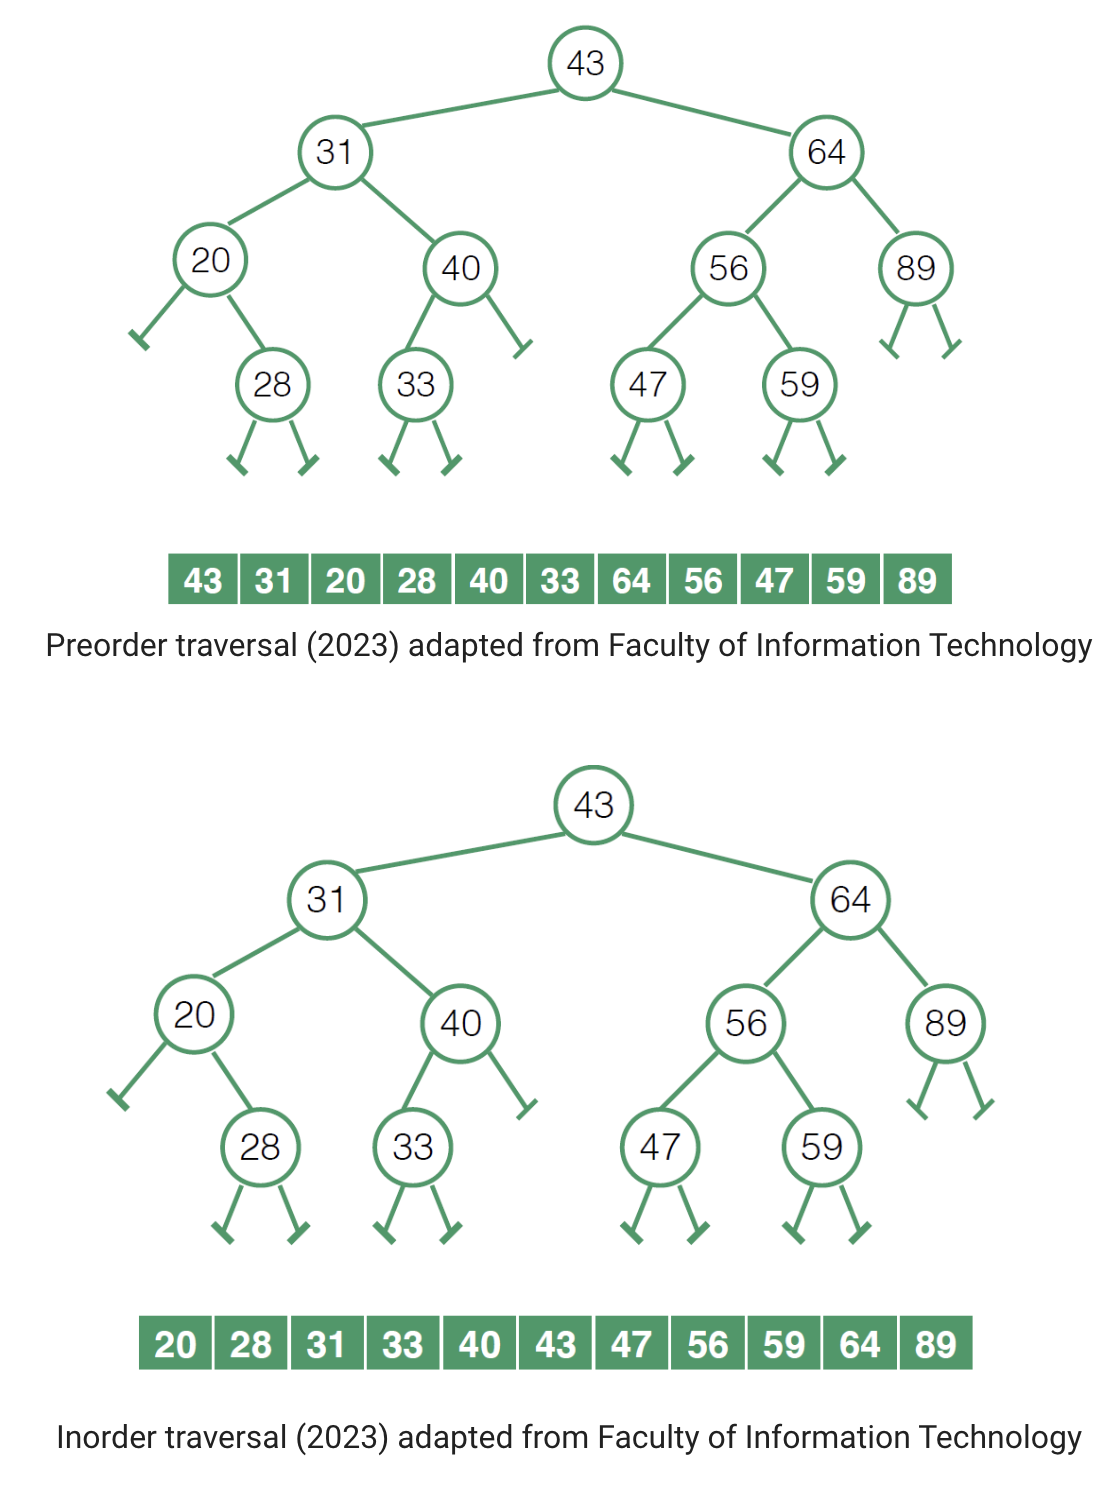 43
31 64
20 40 56 89
28 33 47 59
43 31 20 28 40 33 64 56 47 59 89
Preorder traversal (2023) adapted from Faculty of Information Technology
43
31 64
20 40 56 89
28 33 47 59
20 28 31 33 40 43 47 56 59 64 89
Inorder traversal (2023) adapted from Faculty of Information Technology